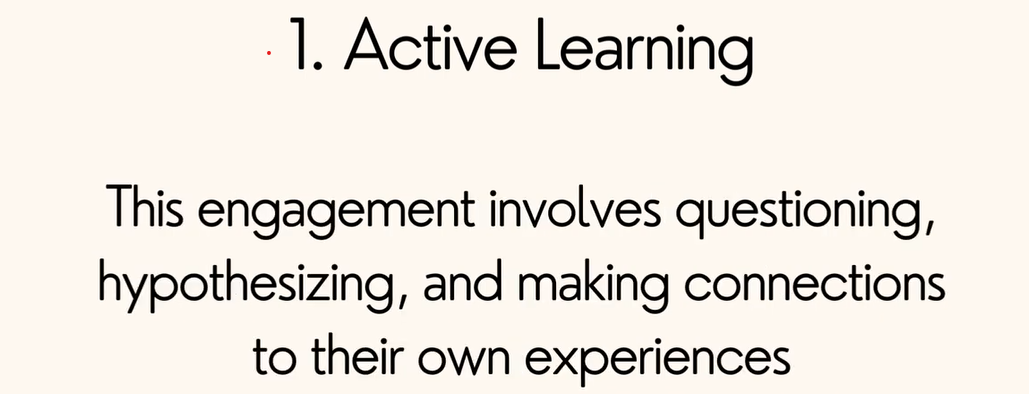 1. Active Learning
This engagement involves questioning,
hypothesizing, and making connections
to their own experiences